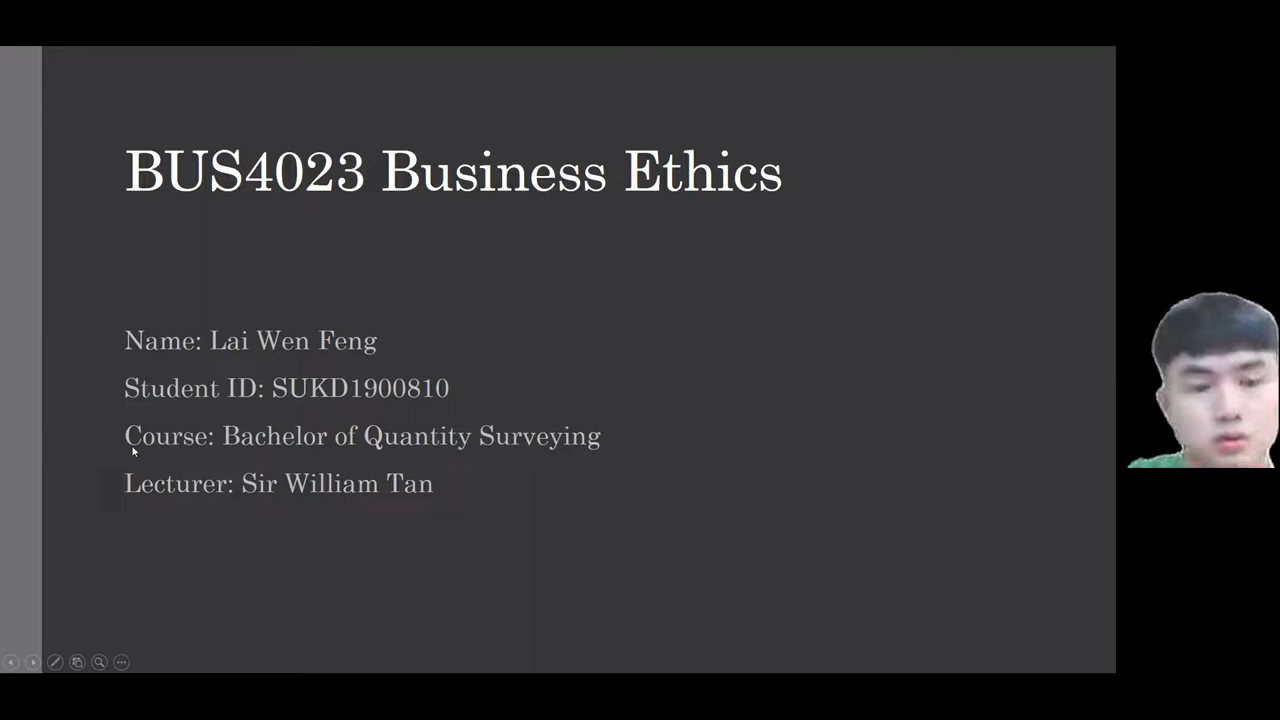 BUS4023 Business Ethics
Name: Lai Wen Feng
Student ID: SUKD1900810
Course: Bachelor of Quantity Surveying
Lecturer: Sir William Tan